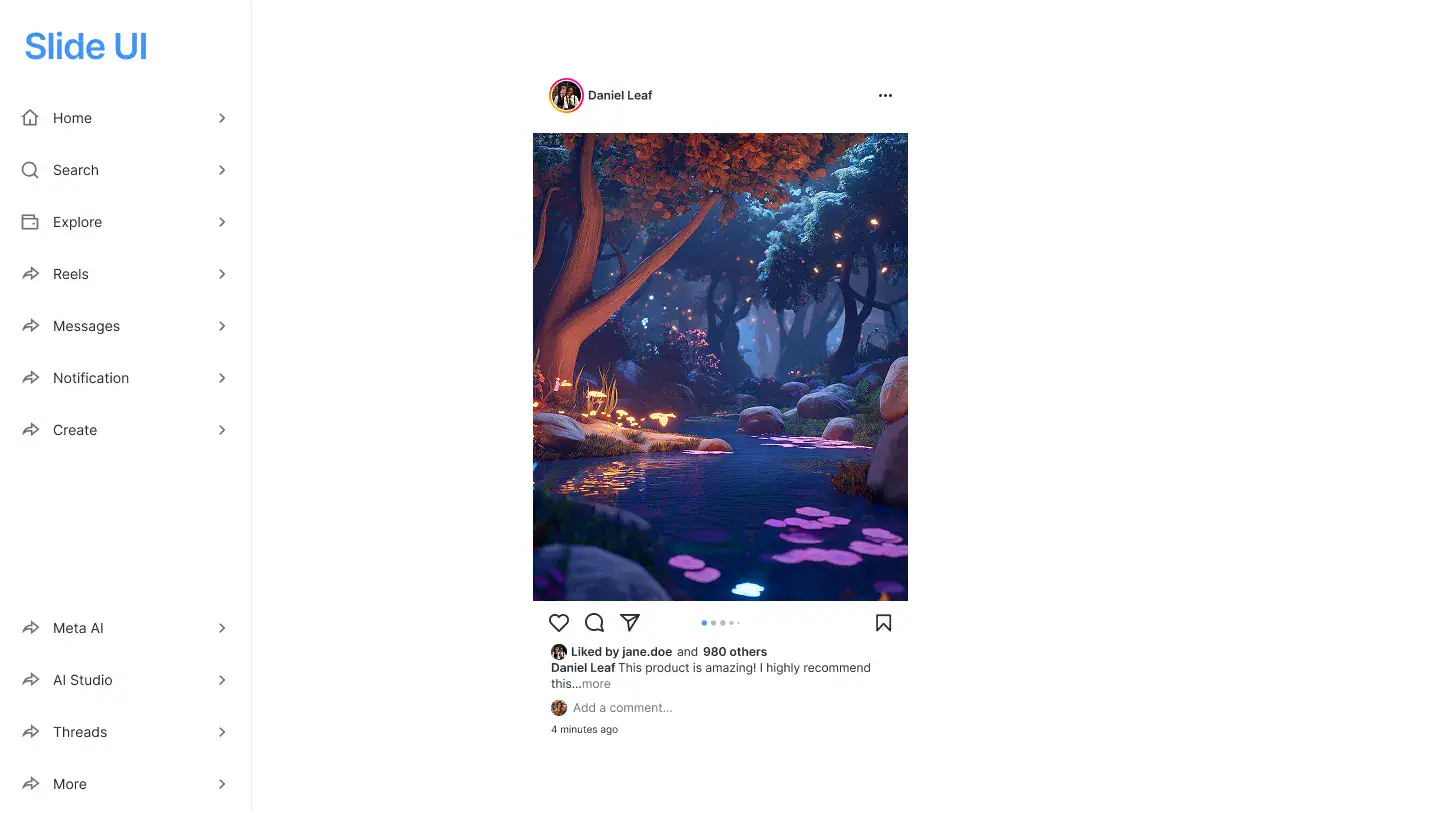 Slide UI
Home
Search
Explore
Reels
Messages
Notification
Create
Meta AI
AI Studio
Threads
More
Daniel Leaf
Liked by jane.doe and 980 others
Daniel Leaf This product is amazing! I highly recommend
this...more
Add a comment...
4 minutes ago